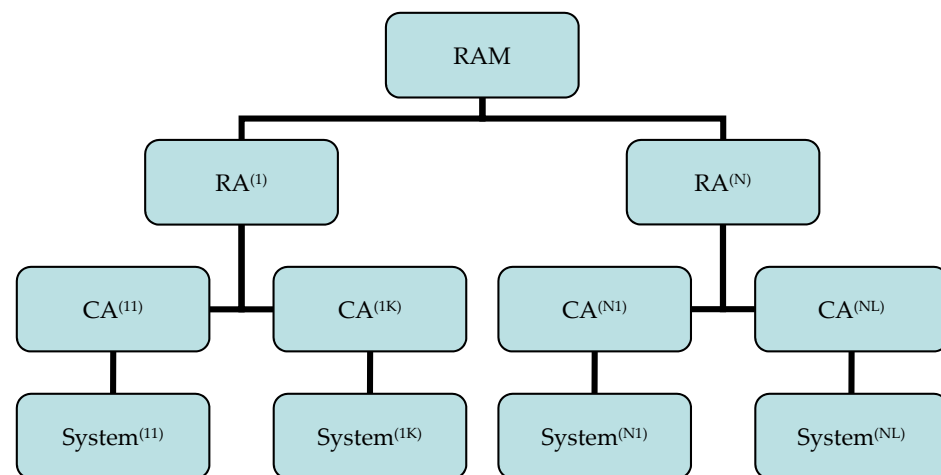 RAM
RA⁽¹⁾
RA⁽ᴺ⁾
CA⁽¹¹⁾
CA⁽¹ᴷ⁾
CA⁽ᴺ¹⁾
CA⁽ᴺᴸ⁾
System⁽¹¹⁾
System⁽¹ᴷ⁾
System⁽ᴺ¹⁾
System⁽ᴺᴸ⁾